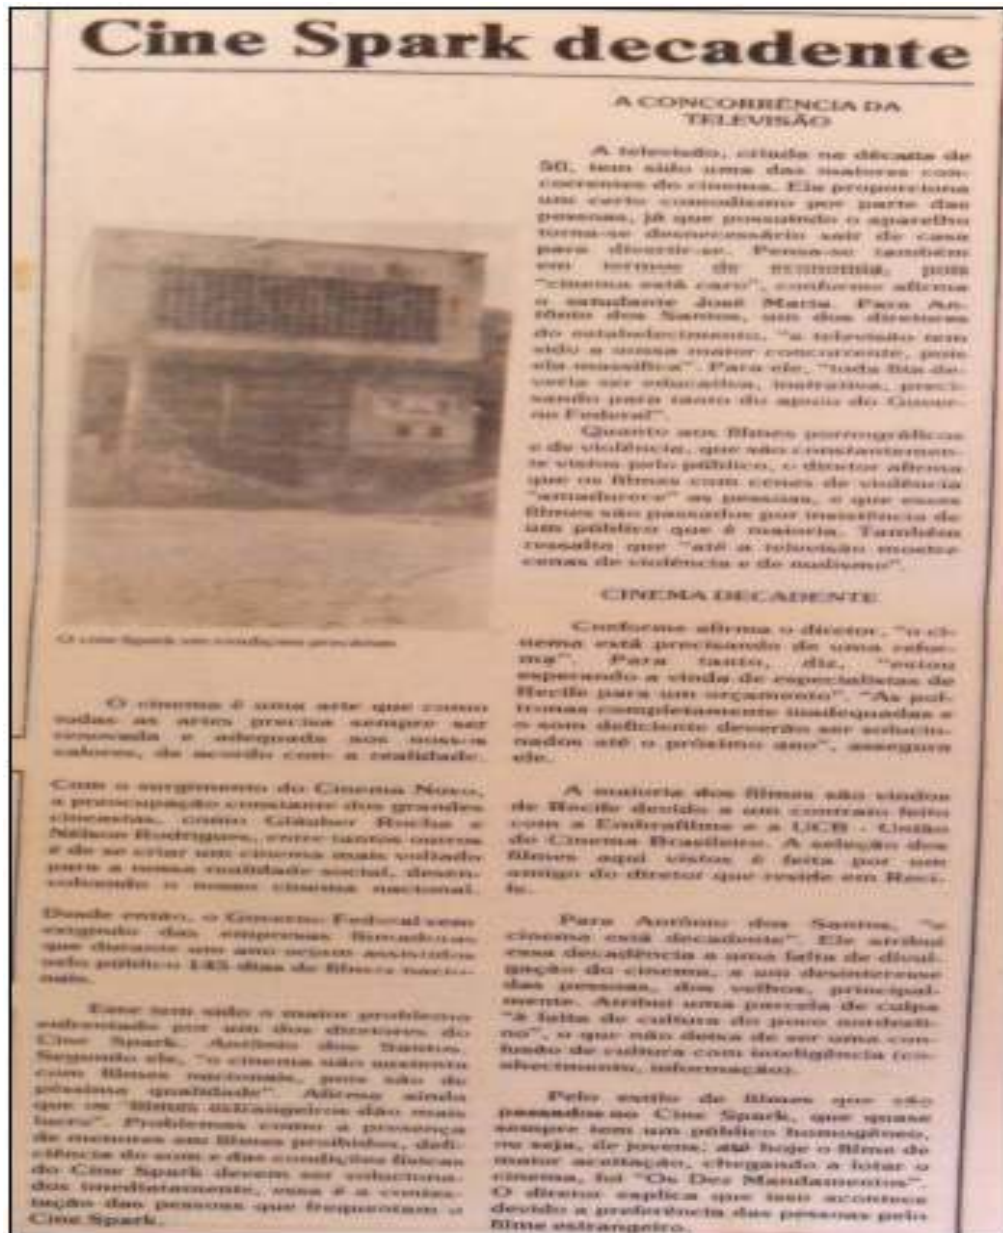 Cine Spark decadente
O cine Spark em condições precárias
O cinema é uma arte que como
todas as artes precisa sempre ser
renovada e adequada aos nossos
valores, de acordo com a realidade.
Com o surgimento do Cinema Novo,
a preocupação constante dos grandes
cineastas, como Gláuber Rocha e
Nélson Rodrigues, entre tantos outros
é de se criar um cinema mais voltado
para a nossa realidade social, desen-
volvendo o nosso cinema nacional.
Desde então, o Governo Federal vem
exigindo das empresas filmadoras
que durante um ano sejam assistidos
pelo público 145 dias de filmes nacio-
nais.
Esse tem sido o maior problema
enfrentado por um dos diretores do
Cine Spark, Antônio dos Santos.
Segundo ele, "o cinema não sustenta
com filmes nacionais, pois são de
péssima qualidade". Afirma ainda
que os "filmes estrangeiros dão mais
lucro". Problemas como a presença
de menores em filmes proibidos, defi-
ciência do som e das condições físicas
do Cine Spark devem ser soluciona-
dos imediatamente, essa é a contes-
tação das pessoas que frequentam o
Cine Spark.
A CONCORRÊNCIA DA
TELEVISÃO
A televisão, criada na década de
50, tem sido uma das maiores con-
correntes do cinema. Ela proporciona
um certo comodismo por parte das
pessoas, já que possuindo o aparelho
torna-se desnecessário sair de casa
para divertir-se. Pensa-se também
em termos de economia, pois
"cinema está caro", conforme afirma
o estudante José Maria. Para An-
tônio dos Santos, um dos diretores
do estabelecimento, "a televisão tem
sido a nossa maior concorrente, pois
ela massifica". Para ele, "toda fita de-
veria ser educativa, instrutiva, preci-
sando para tanto do apoio do Gover-
no Federal".
Quanto aos filmes pornográficos
e de violência, que são constantemen-
te vistos pelo público, o diretor afirma
que os filmes com cenas de violência
"amadurece" as pessoas, e que esses
filmes são passados por insistência de
um público que é maioria. Também
ressalta que "até a televisão mostra
cenas de violência e de nudismo".
CINEMA DECADENTE
Conforme afirma o diretor, "o ci-
nema está precisando de uma refor-
ma". Para tanto, diz, "estou
esperando a vinda de especialistas de
Recife para um orçamento". "As pol-
tronas completamente inadequadas e
o som deficiente deverão ser solucio-
nados até o próximo ano", assegura
ele.
A maioria dos filmes são vindos
de Recife devido a um contrato feito
com a Embrafilme e a UCB - União
do Cinema Brasileiro. A seleção dos
filmes aqui vistos é feita por um
amigo do diretor que reside em Reci-
fe.
Para Antônio dos Santos, "o
cinema está decadente". Ele atribui
essa decadência a uma falta de divul-
gação do cinema, a um desinteresse
das pessoas, dos velhos, principal-
mente. Atribui uma parcela de culpa
"à falta de cultura do povo nordesti-
no", o que não deixa de ser uma con-
fusão de cultura com inteligência (co-
nhecimento, informação).
Pelo estilo de filmes que são
passados no Cine Spark, que quase
sempre tem um público homogêneo,
ou seja, de jovens, até hoje o filme de
maior aceitação, chegando a lotar o
cinema, foi "Os Dez Mandamentos".
O diretor explica que isso acontece
devido a preferência das pessoas pelo
filme estrangeiro.